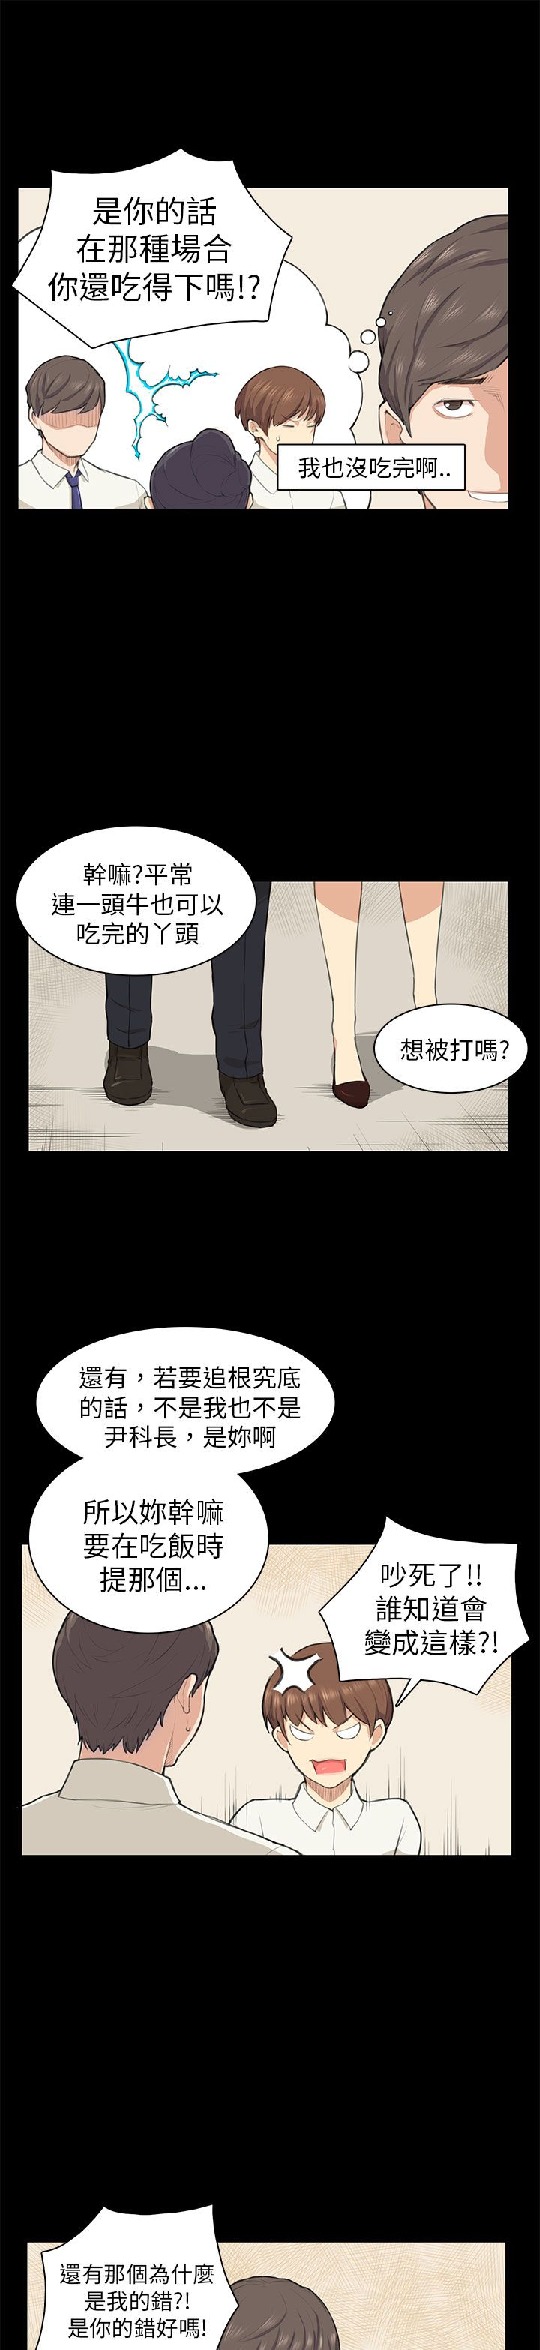 是你的話
在那種場合
你還吃得下嗎!?
我也沒吃完啊..
幹嘛?平常
連一頭牛也可以
吃完的丫頭
想被打嗎?
還有，若要追根究底
的話，不是我也不是
尹科長，是妳啊
所以妳幹嘛
要在吃飯時
提那個...
吵死了!!
誰知道會
變成這樣?!
還有那個為什麼
是我的錯?!
是你的錯好嗎!